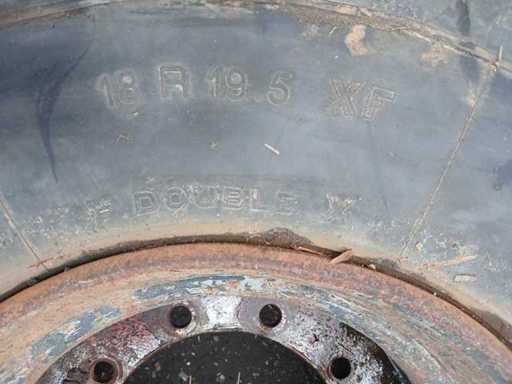 18 R 19.5 XF
F DOUBLE X